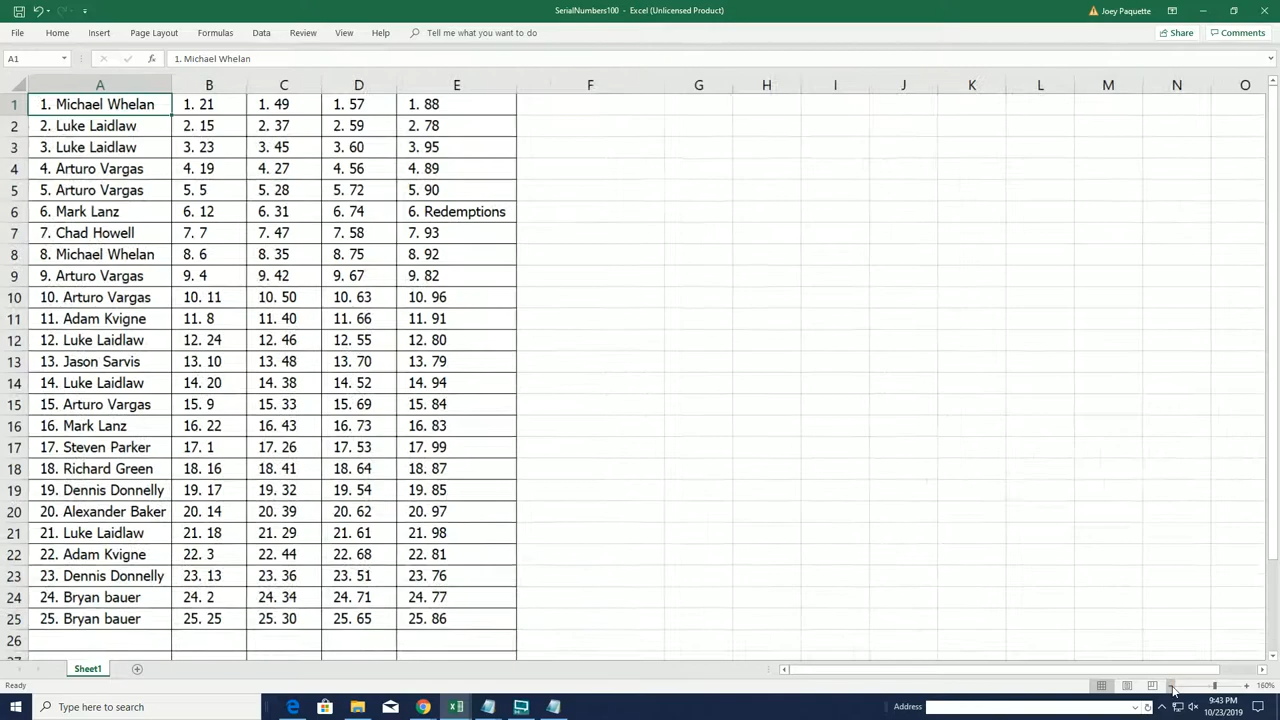 SerialNumbers100 - Excel (Unlicensed Product)
Joey Paquette
File Home Insert Page Layout Formulas Data Review View Help Tell me what you want to do
Share Comments
A1 fx 1. Michael Whelan
A B C D E F G H I J K L M N O
1 1. Michael Whelan 1. 21 1. 49 1. 57 1. 88
2 2. Luke Laidlaw 2. 15 2. 37 2. 59 2. 78
3 3. Luke Laidlaw 3. 23 3. 45 3. 60 3. 95
4 4. Arturo Vargas 4. 19 4. 27 4. 56 4. 89
5 5. Arturo Vargas 5. 5 5. 28 5. 72 5. 90
6 6. Mark Lanz 6. 12 6. 31 6. 74 6. Redemptions
7 7. Chad Howell 7. 7 7. 47 7. 58 7. 93
8 8. Michael Whelan 8. 6 8. 35 8. 75 8. 92
9 9. Arturo Vargas 9. 4 9. 42 9. 67 9. 82
10 10. Arturo Vargas 10. 11 10. 50 10. 63 10. 96
11 11. Adam Kvigne 11. 8 11. 40 11. 66 11. 91
12 12. Luke Laidlaw 12. 24 12. 46 12. 55 12. 80
13 13. Jason Sarvis 13. 10 13. 48 13. 70 13. 79
14 14. Luke Laidlaw 14. 20 14. 38 14. 52 14. 94
15 15. Arturo Vargas 15. 9 15. 33 15. 69 15. 84
16 16. Mark Lanz 16. 22 16. 43 16. 73 16. 83
17 17. Steven Parker 17. 1 17. 26 17. 53 17. 99
18 18. Richard Green 18. 16 18. 41 18. 64 18. 87
19 19. Dennis Donnelly 19. 17 19. 32 19. 54 19. 85
20 20. Alexander Baker 20. 14 20. 39 20. 62 20. 97
21 21. Luke Laidlaw 21. 18 21. 29 21. 61 21. 98
22 22. Adam Kvigne 22. 3 22. 44 22. 68 22. 81
23 23. Dennis Donnelly 23. 13 23. 36 23. 51 23. 76
24 24. Bryan bauer 24. 2 24. 34 24. 71 24. 77
25 25. Bryan bauer 25. 25 25. 30 25. 65 25. 86
26
Sheet1
Ready 160%
Type here to search Address 9:43 PM
10/23/2019